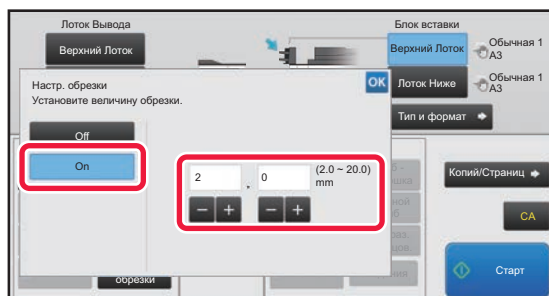 Лоток Вывода
Блок вставки
Верхний Лоток
Верхний Лоток
Обычная 1
A3
Настр. обрезки
Установите величину обрезки.
OK
Лоток Ниже
Обычная 1
A3
Тип и формат
Off
On
2 , 0 (2.0 ~ 20.0)
mm
Копий/Страниц
CA
Старт
обрезки